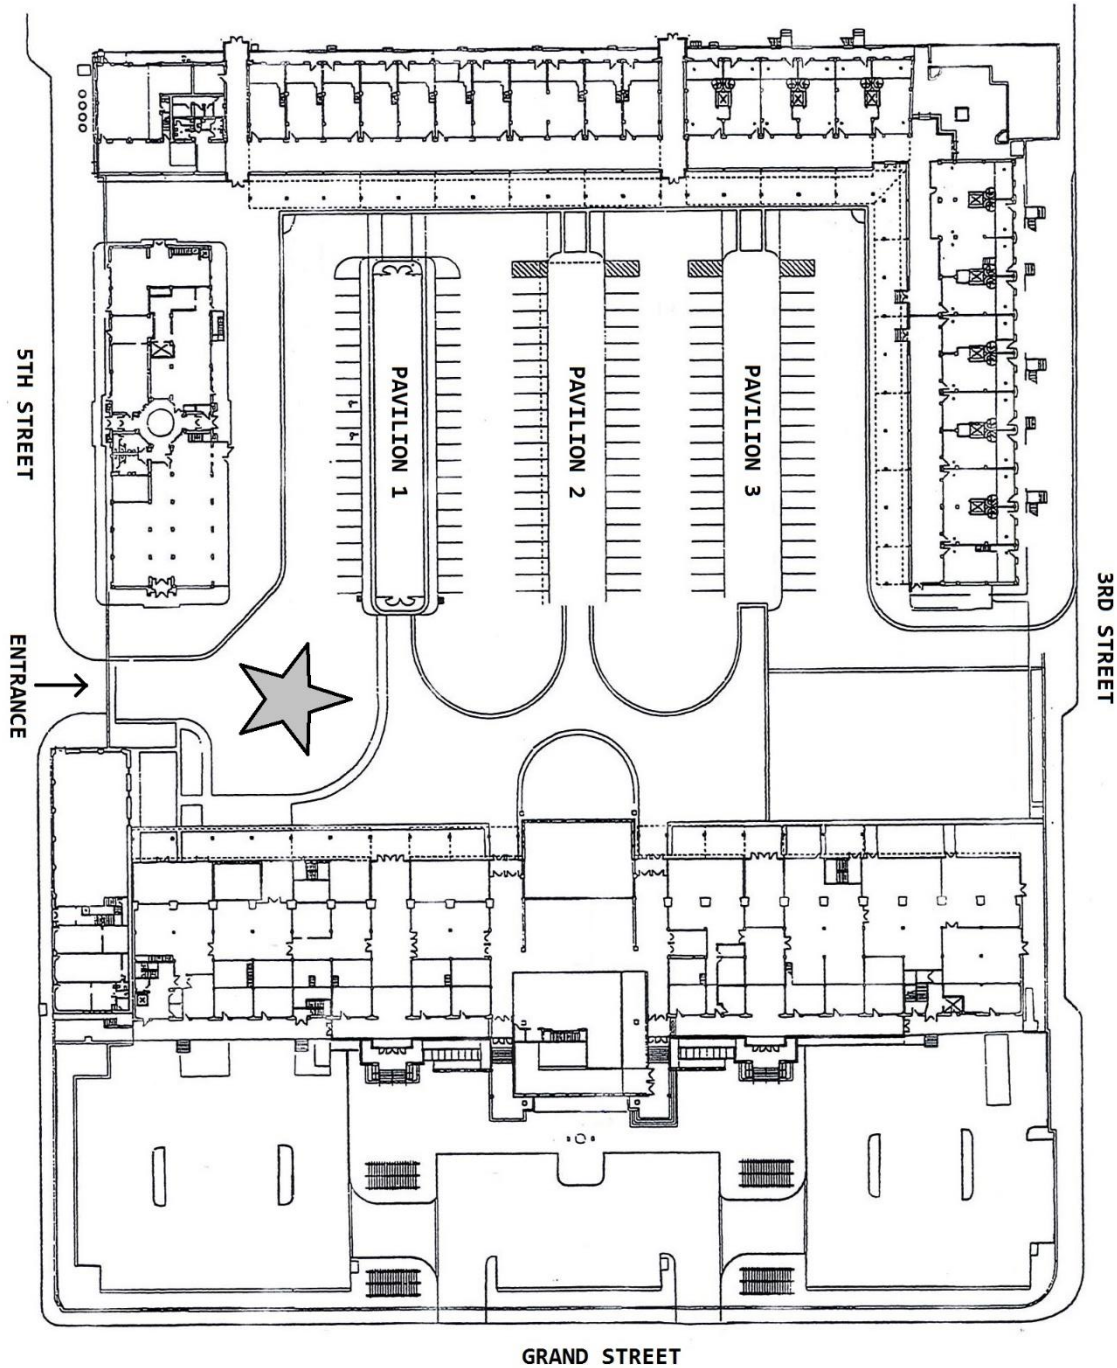 5TH STREET
PAVILION 1
PAVILION 2
PAVILION 3
3RD STREET
ENTRANCE
GRAND STREET